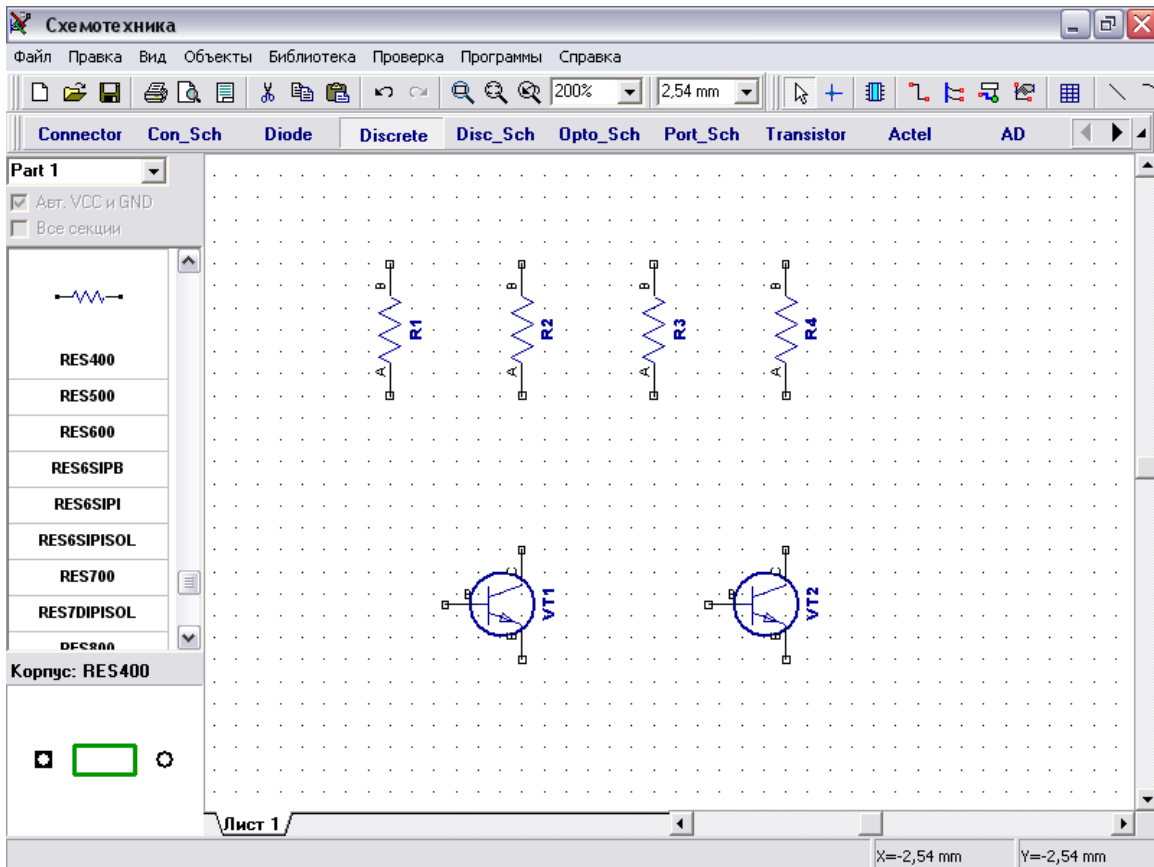 Схемотехника
Файл Правка Вид Объекты Библиотека Проверка Программы Справка
200% 2,54 mm
Connector Con_Sch Diode Discrete Disc_Sch Opto_Sch Port_Sch Transistor Actel AD
Part 1
Авт. VCC и GND
Все секции
RES400
RES500
RES600
RES6SIPB
RES6SIPI
RES6SIPISOL
RES700
RES7DIPISOL
RES800
Корпус: RES400
B B B B
R1 R2 R3 R4
A A A A
C C
B B
VT1 VT2
E E
Лист 1
X=-2,54 mm Y=-2,54 mm